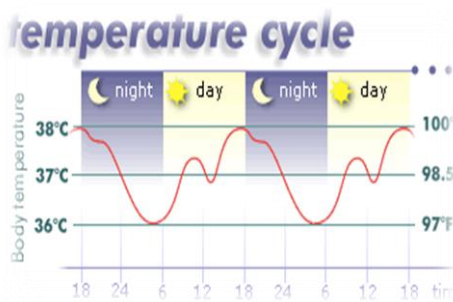 temperature cycle
night day night day
Body temperature
38°C 100°
37°C 98.5
36°C 97°F
18 24 6 12 18 24 6 12 18